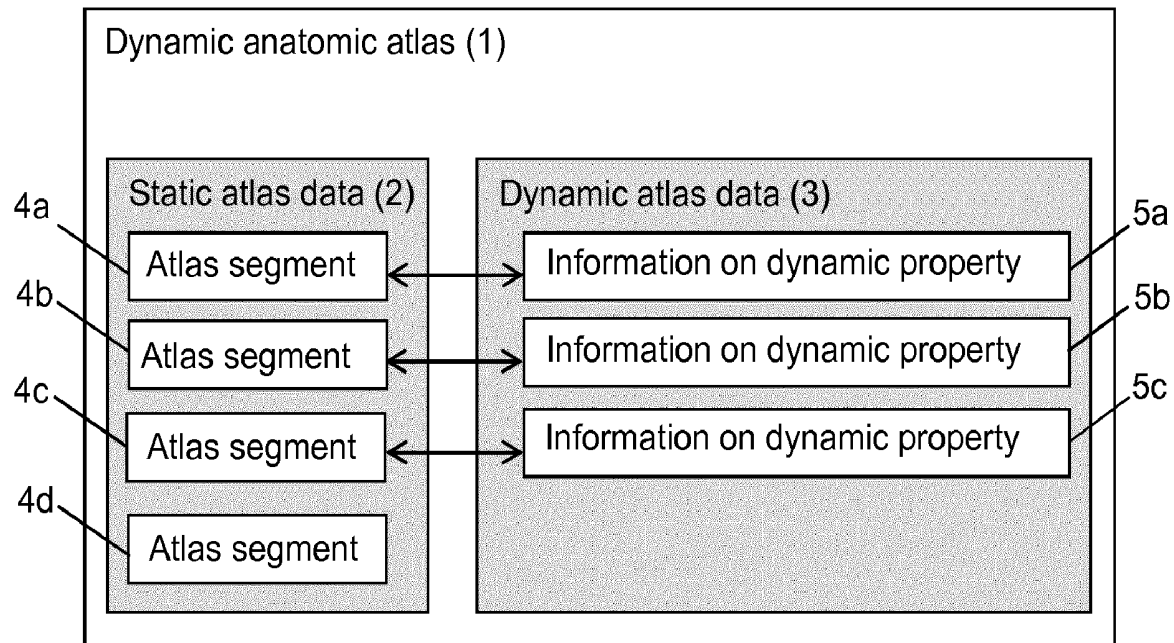 Dynamic anatomic atlas (1)
Static atlas data (2)
Dynamic atlas data (3)
4a
Atlas segment
Information on dynamic property
5a
4b
Atlas segment
Information on dynamic property
5b
4c
Atlas segment
Information on dynamic property
5c
4d
Atlas segment